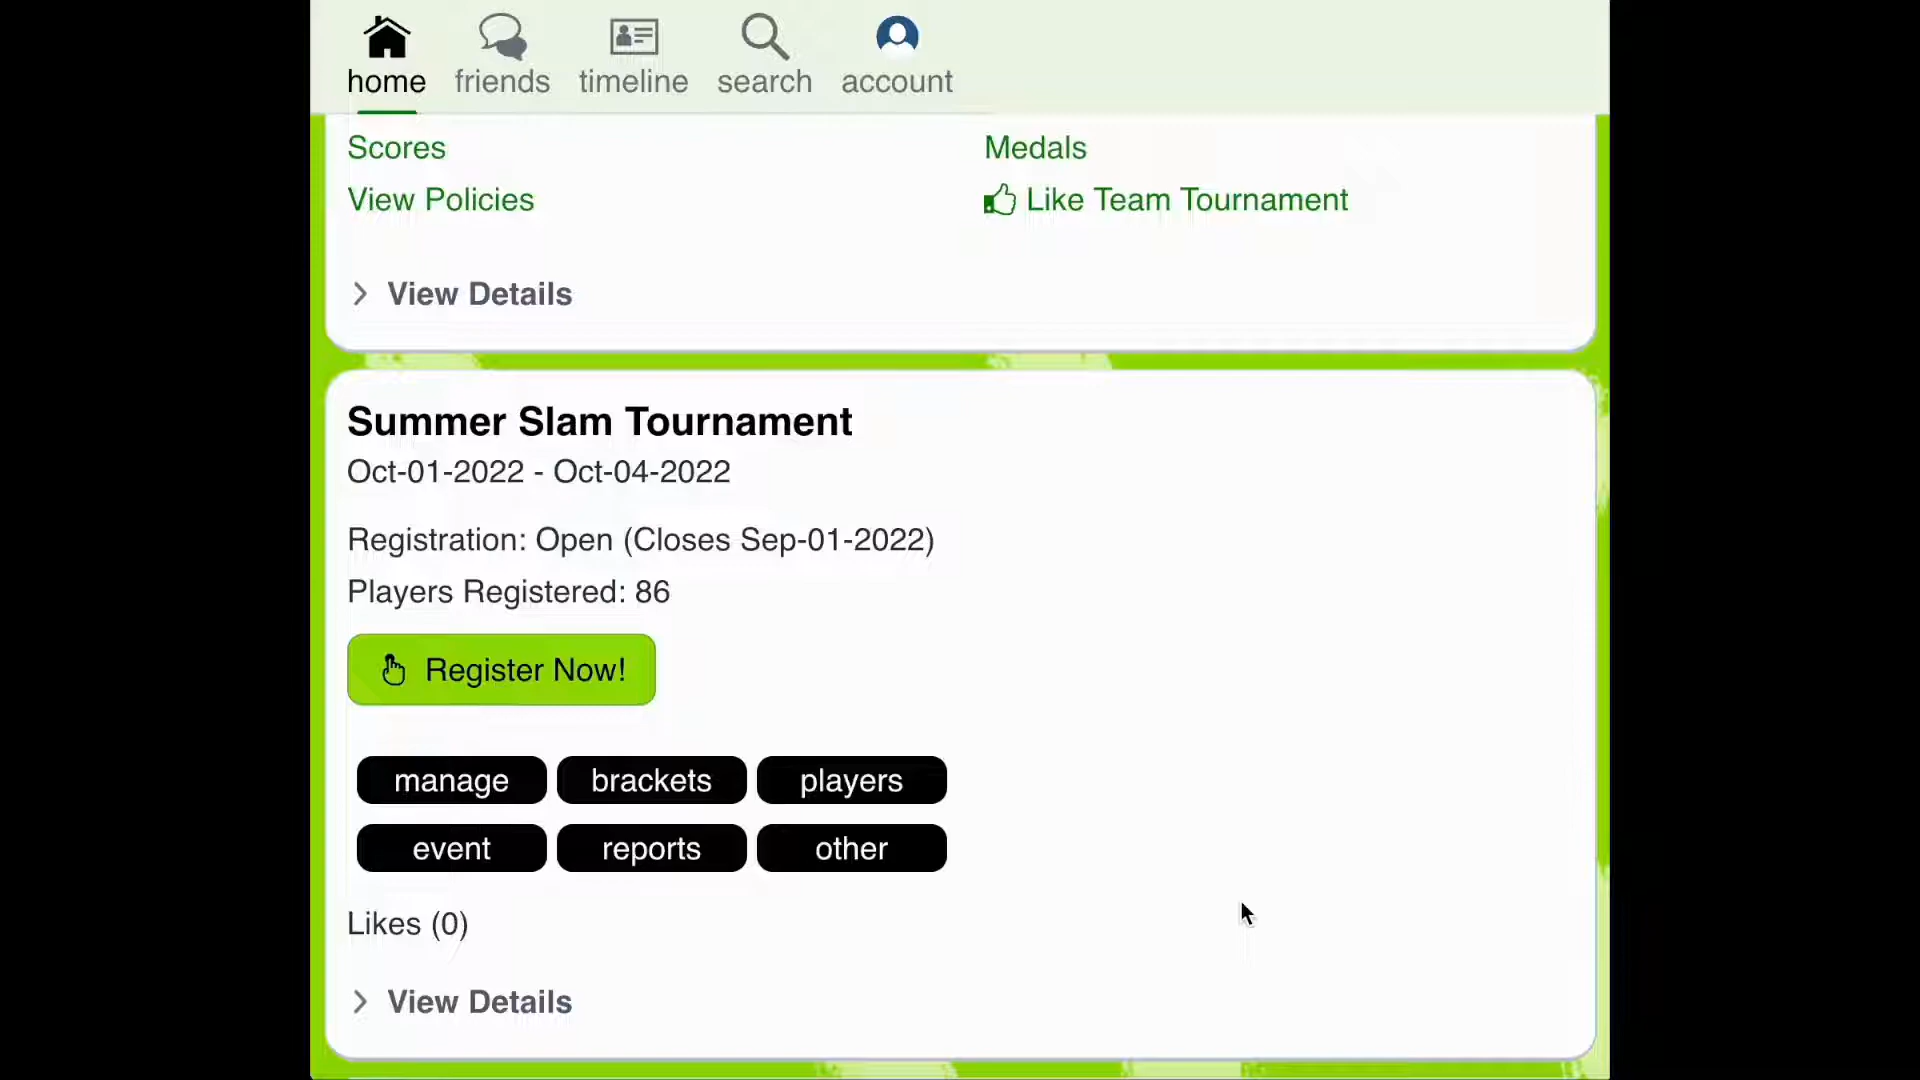 home friends timeline search account
Scores Medals
View Policies Like Team Tournament
View Details
Summer Slam Tournament
Oct-01-2022 - Oct-04-2022
Registration: Open (Closes Sep-01-2022)
Players Registered: 86
Register Now!
manage brackets players
event reports other
Likes (0)
View Details